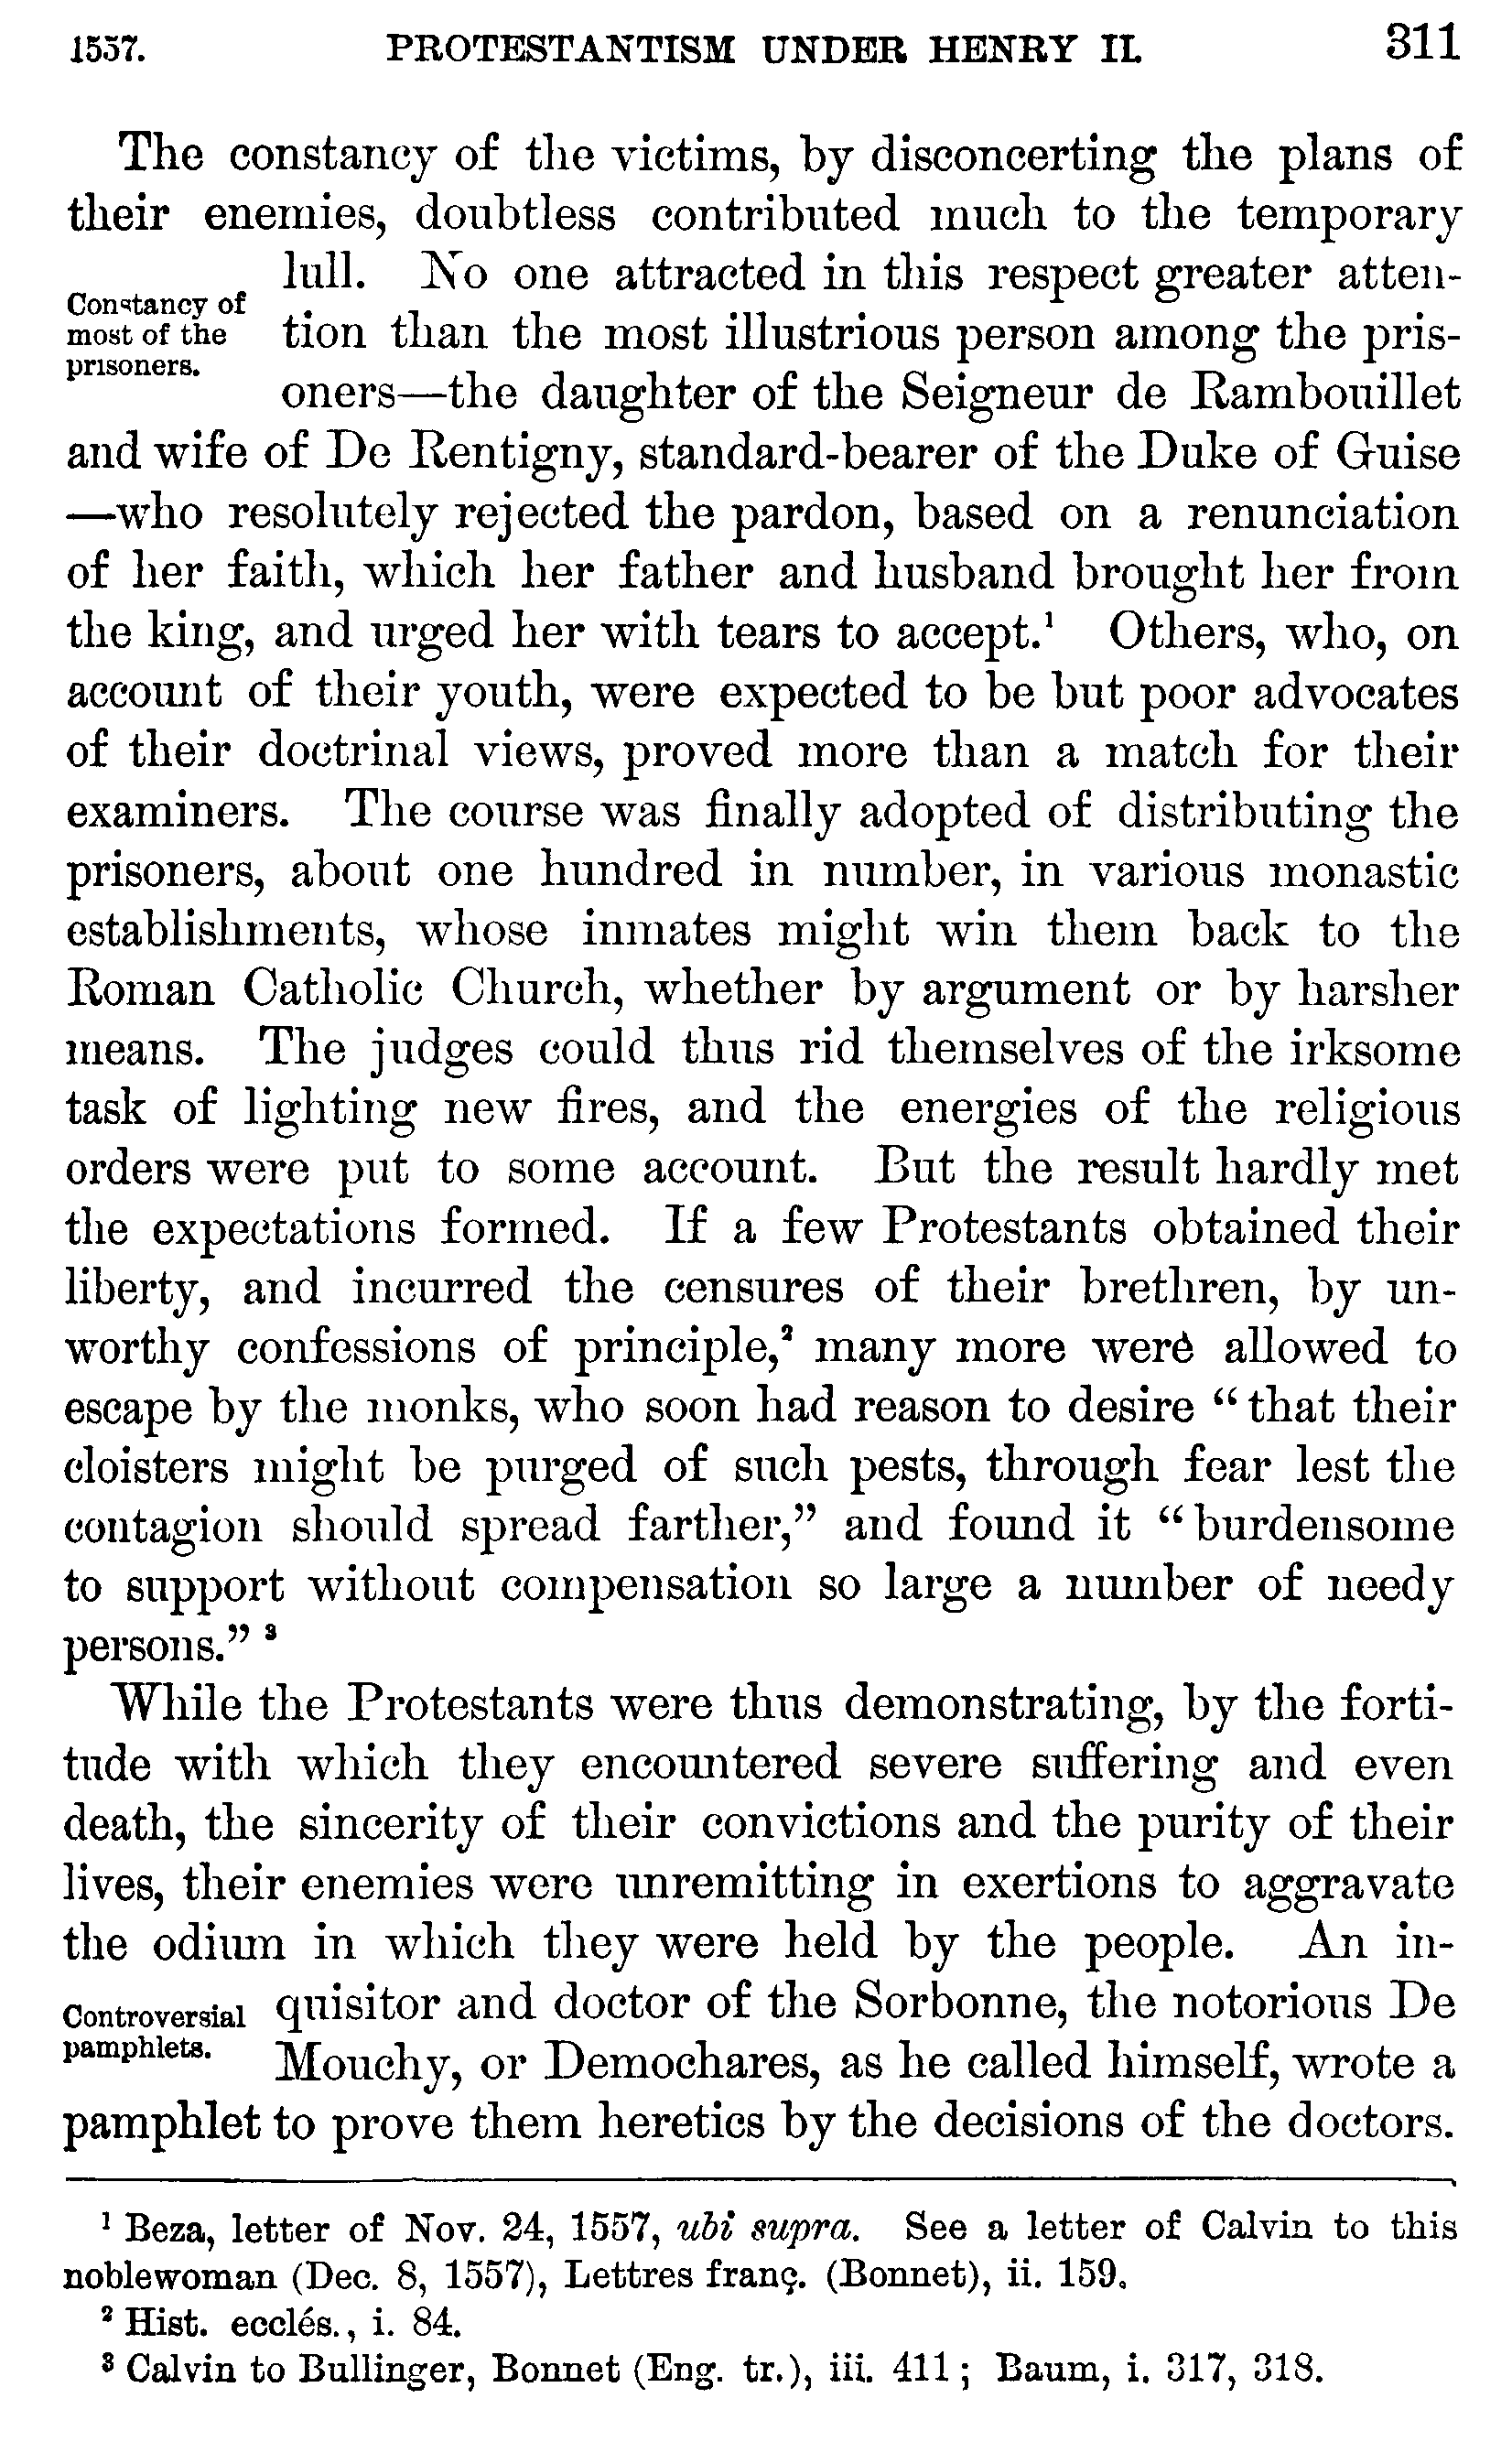 1557. PROTESTANTISM UNDER HENRY II. 311
The constancy of the victims, by disconcerting the plans of
their enemies, doubtless contributed much to the temporary
lull. No one attracted in this respect greater atten-
Constancy of
most of the
prisoners.
tion than the most illustrious person among the pris-
oners—the daughter of the Seigneur de Rambouillet
and wife of De Rentigny, standard-bearer of the Duke of Guise
—who resolutely rejected the pardon, based on a renunciation
of her faith, which her father and husband brought her from
the king, and urged her with tears to accept.¹ Others, who, on
account of their youth, were expected to be but poor advocates
of their doctrinal views, proved more than a match for their
examiners. The course was finally adopted of distributing the
prisoners, about one hundred in number, in various monastic
establishments, whose inmates might win them back to the
Roman Catholic Church, whether by argument or by harsher
means. The judges could thus rid themselves of the irksome
task of lighting new fires, and the energies of the religious
orders were put to some account. But the result hardly met
the expectations formed. If a few Protestants obtained their
liberty, and incurred the censures of their brethren, by un-
worthy confessions of principle,² many more were allowed to
escape by the monks, who soon had reason to desire “that their
cloisters might be purged of such pests, through fear lest the
contagion should spread farther,” and found it “burdensome
to support without compensation so large a number of needy
persons.” ³
While the Protestants were thus demonstrating, by the forti-
tude with which they encountered severe suffering and even
death, the sincerity of their convictions and the purity of their
lives, their enemies were unremitting in exertions to aggravate
the odium in which they were held by the people. An in-
Controversial
pamphlets.
quisitor and doctor of the Sorbonne, the notorious De
Mouchy, or Demochares, as he called himself, wrote a
pamphlet to prove them heretics by the decisions of the doctors.
¹ Beza, letter of Nov. 24, 1557, ubi supra. See a letter of Calvin to this
noblewoman (Dec. 8, 1557), Lettres franç. (Bonnet), ii. 159.
² Hist. ecclés., i. 84.
³ Calvin to Bullinger, Bonnet (Eng. tr.), iii. 411; Baum, i. 317, 318.